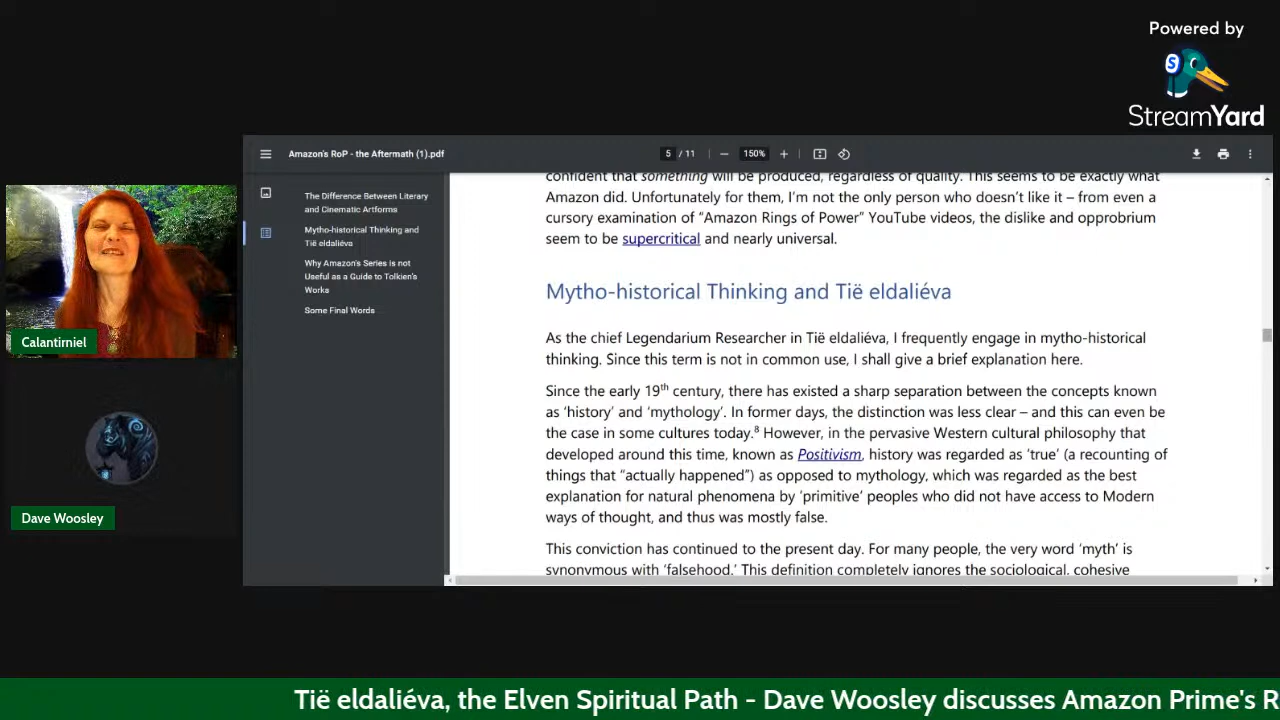 Powered by
S
StreamYard
Amazon's RoP - the Aftermath (1).pdf
5 / 11
150%
The Difference Between Literary
and Cinematic Artforms
Mytho-historical Thinking and
Tië eldaliéva
Why Amazon's Series is not
Useful as a Guide to Tolkien's
Works
Some Final Words
confident that something will be produced, regardless of quality. This seems to be exactly what
Amazon did. Unfortunately for them, I'm not the only person who doesn't like it – from even a
cursory examination of “Amazon Rings of Power” YouTube videos, the dislike and opprobrium
seem to be supercritical and nearly universal.
Mytho-historical Thinking and Tië eldaliéva
As the chief Legendarium Researcher in Tië eldaliéva, I frequently engage in mytho-historical
thinking. Since this term is not in common use, I shall give a brief explanation here.
Since the early 19th century, there has existed a sharp separation between the concepts known
as ‘history’ and ‘mythology’. In former days, the distinction was less clear – and this can even be
the case in some cultures today.8 However, in the pervasive Western cultural philosophy that
developed around this time, known as Positivism, history was regarded as ‘true’ (a recounting of
things that “actually happened”) as opposed to mythology, which was regarded as the best
explanation for natural phenomena by ‘primitive’ peoples who did not have access to Modern
ways of thought, and thus was mostly false.
This conviction has continued to the present day. For many people, the very word ‘myth’ is
synonymous with ‘falsehood.’ This definition completely ignores the sociological, cohesive
Calantirniel
Dave Woosley
Tië eldaliéva, the Elven Spiritual Path - Dave Woosley discusses Amazon Prime's R